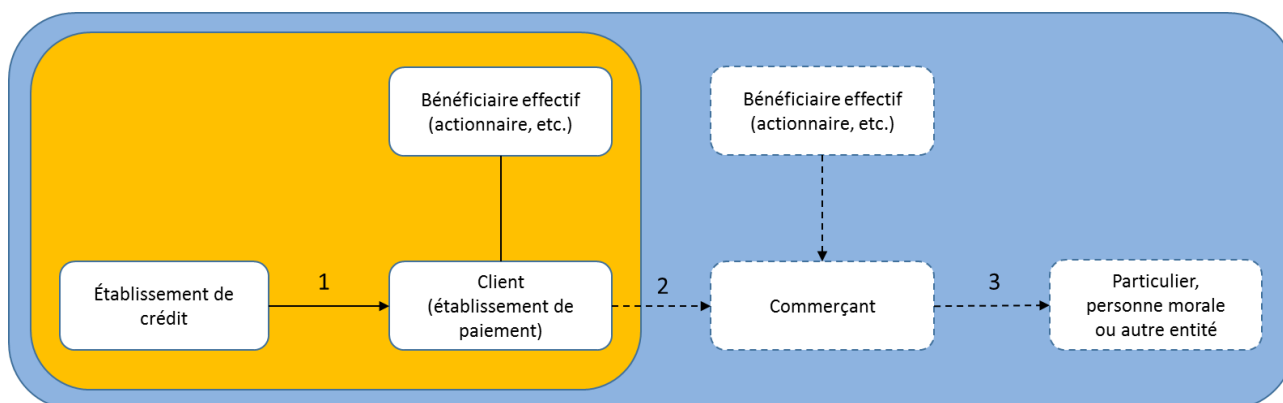 Bénéficiaire effectif
(actionnaire, etc.)
Bénéficiaire effectif
(actionnaire, etc.)
Établissement de
crédit
1
Client
(établissement de
paiement)
2
Commerçant
3
Particulier,
personne morale
ou autre entité